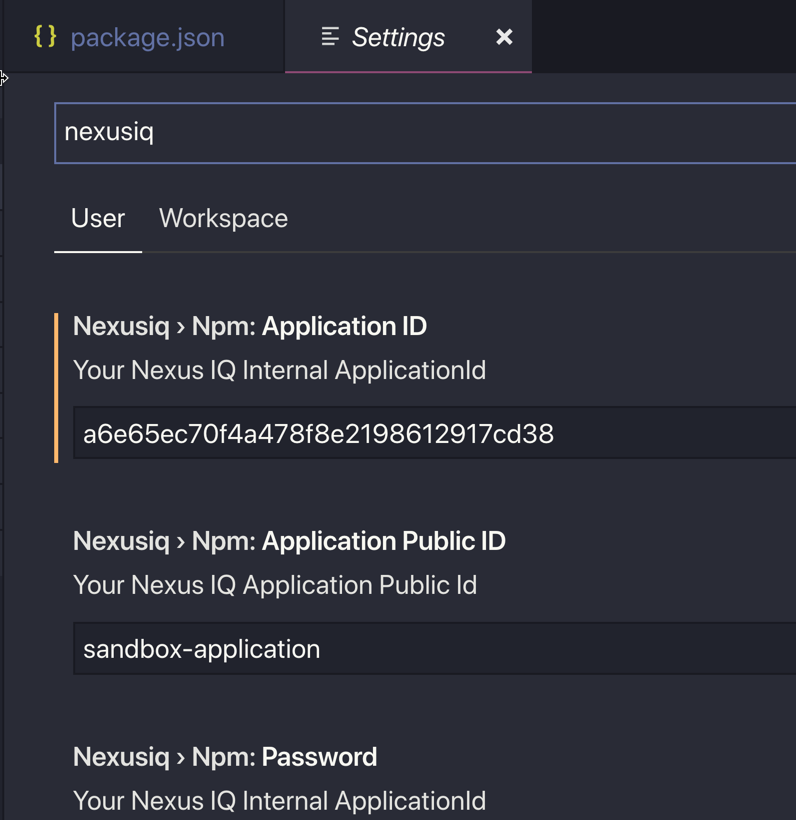 {} package.json Settings ×
nexusiq
User Workspace
Nexusiq › Npm: Application ID
Your Nexus IQ Internal ApplicationId
a6e65ec70f4a478f8e2198612917cd38
Nexusiq › Npm: Application Public ID
Your Nexus IQ Application Public Id
sandbox-application
Nexusiq › Npm: Password
Your Nexus IQ Internal ApplicationId